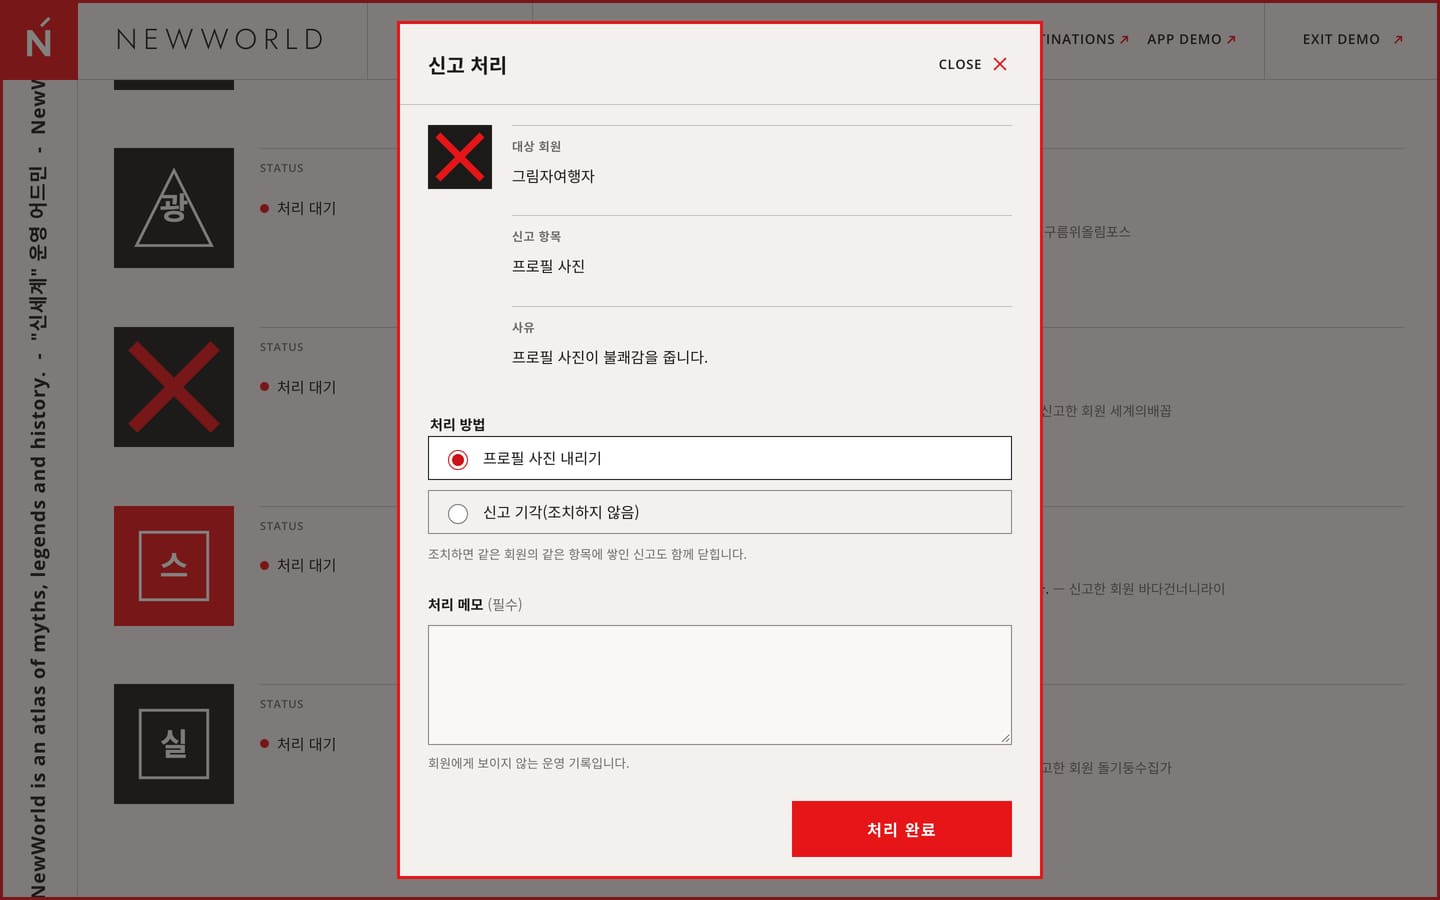 Ń
NEWWORLD
TINATIONS
APP DEMO
EXIT DEMO
NewWorld is an atlas of myths, legends and history. - "신세계" 운영 어드민 - NewW
광
STATUS
처리 대기
구름위올림포스
STATUS
처리 대기
신고한 회원 세계의배꼽
스
STATUS
처리 대기
. — 신고한 회원 바다건너니라이
실
STATUS
처리 대기
고한 회원 돌기둥수집가
신고 처리
CLOSE
대상 회원
그림자여행자
신고 항목
프로필 사진
사유
프로필 사진이 불쾌감을 줍니다.
처리 방법
프로필 사진 내리기
신고 기각(조치하지 않음)
조치하면 같은 회원의 같은 항목에 쌓인 신고도 함께 닫힙니다.
처리 메모 (필수)
회원에게 보이지 않는 운영 기록입니다.
처리 완료